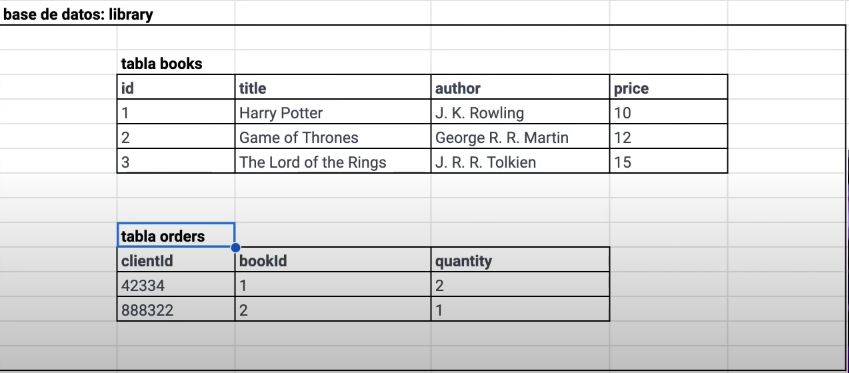 base de datos: library
tabla books
id title author price
1 Harry Potter J. K. Rowling 10
2 Game of Thrones George R. R. Martin 12
3 The Lord of the Rings J. R. R. Tolkien 15
tabla orders
clientId bookId quantity
42334 1 2
888322 2 1